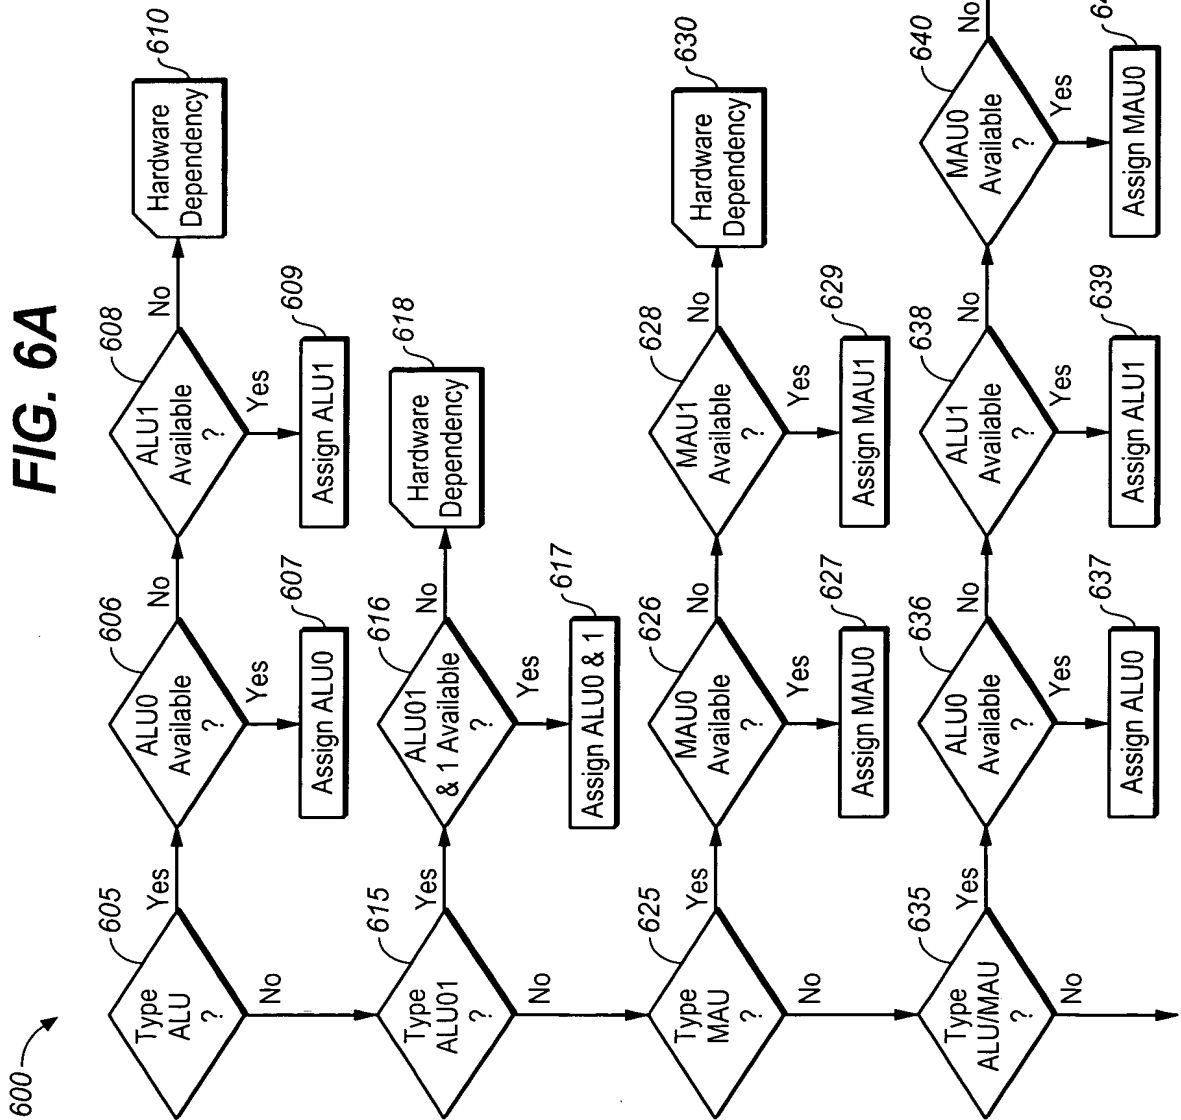 FIG. 6A
600
605
Type
ALU
?
Yes
No
606
ALU0
Available
?
Yes
No
607
Assign ALU0
608
ALU1
Available
?
Yes
No
609
Assign ALU1
610
Hardware
Dependency
615
Type
ALU01
?
Yes
No
616
ALU01
& 1 Available
?
Yes
No
617
Assign ALU0 & 1
618
Hardware
Dependency
625
Type
MAU
?
Yes
No
626
MAU0
Available
?
Yes
No
627
Assign MAU0
628
MAU1
Available
?
Yes
No
629
Assign MAU1
630
Hardware
Dependency
635
Type
ALU/MAU
?
Yes
No
636
ALU0
Available
?
Yes
No
637
Assign ALU0
638
ALU1
Available
?
Yes
No
639
Assign ALU1
640
MAU0
Available
?
Yes
No
Assign MAU0